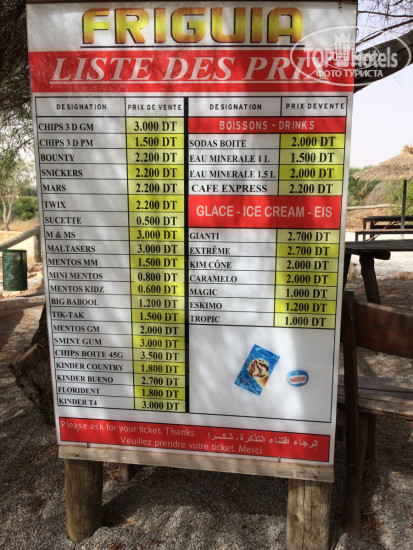 FRIGUIA
LISTE DES PRI
TopHotels
ФОТО ТУРИСТА
DESIGNATION PRIX DE VENTE
CHIPS 3 D GM 3.000 DT
CHIPS 3 D PM 1.500 DT
BOUNTY 2.200 DT
SNICKERS 2.200 DT
MARS 2.200 DT
TWIX 2.200 DT
SUCETTE 0.500 DT
M & MS 3.000 DT
MALTASERS 3.000 DT
MENTOS MM 1.500 DT
MINI MENTOS 0.800 DT
MENTOS KIDZ 0.600 DT
BIG BABOOL 1.200 DT
TIK-TAK 1.500 DT
MENTOS GM 2.000 DT
SMINT GUM 3.000 DT
CHIPS BOITE 45G 3.500 DT
KINDER COUNTRY 1.800 DT
KINDER BUENO 2.700 DT
FLORIDENT 1.800 DT
KINDER T4 3.000 DT
DESIGNATION PRIX DEVENTE
BOISSONS - DRINKS
SODAS BOITE 2.000 DT
EAU MINERALE 1 L 1.500 DT
EAU MINERALE 1.5 L 2.000 DT
CAFE EXPRESS 2.200 DT
GLACE - ICE CREAM - EIS
GIANTI 2.700 DT
EXTRÊME 2.700 DT
KIM CÔNE 2.000 DT
CARAMELO 2.000 DT
MAGIC 1.000 DT
ESKIMO 1.200 DT
TROPIC 1.000 DT
Nestlé
Please ask for your ticket. Thanks الرجاء اقتناء التذكرة . شكرا
Veuillez prendre votre ticket. Merci